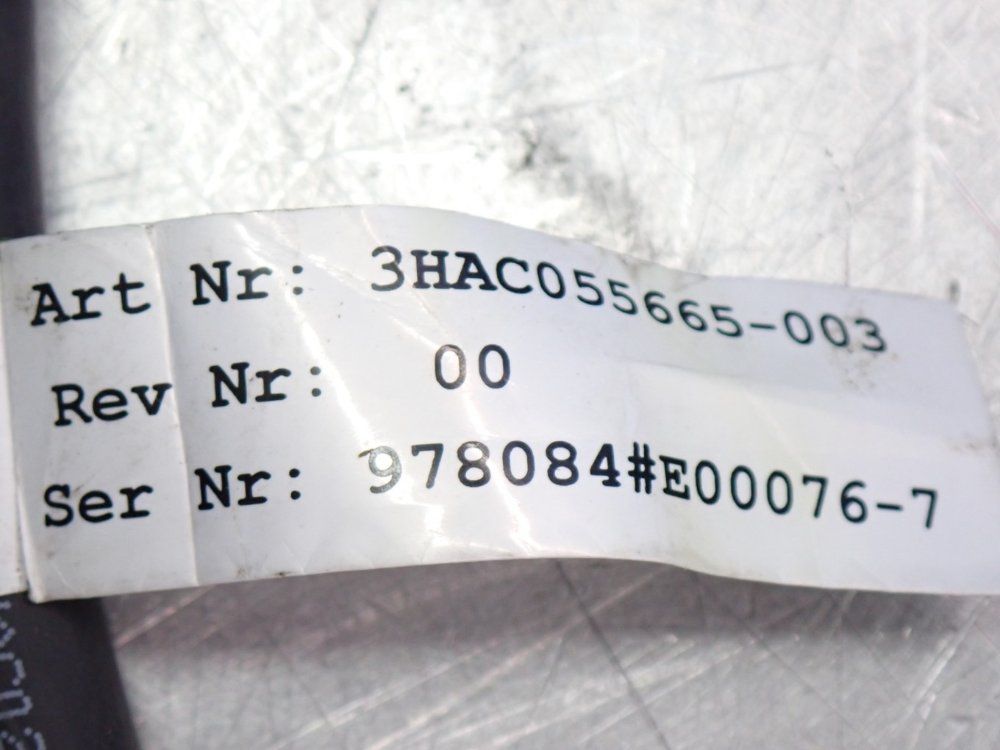 Art Nr: 3HAC055665-003
Rev Nr: 00
Ser Nr: 978084#E00076-7